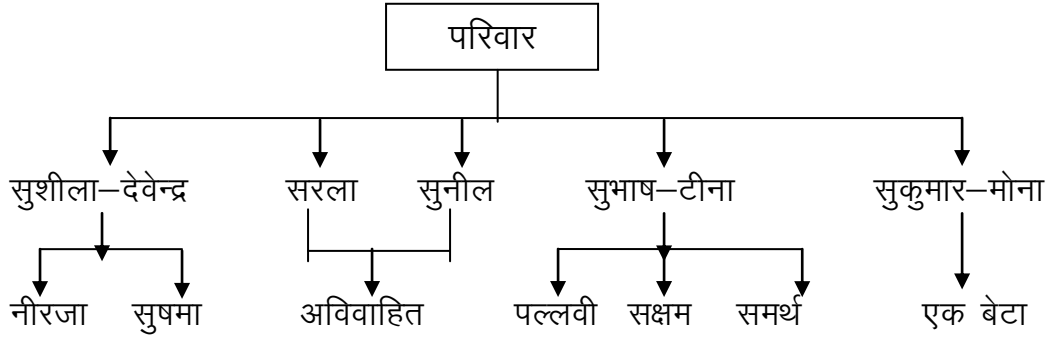 परिवार
सुशीला–देवेन्द्र सरला सुनील सुभाष–टीना सुकुमार–मोना
नीरजा सुषमा अविवाहित पल्लवी सक्षम समर्थ एक बेटा